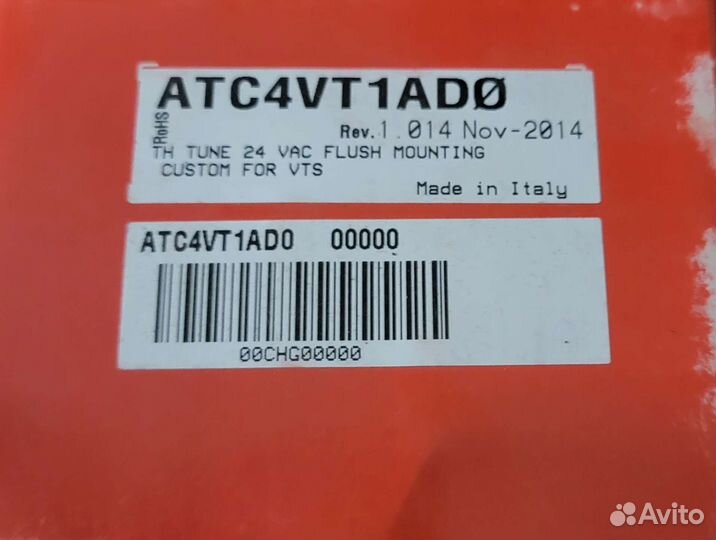 ATC4VT1ADØ
RoHS
Rev. 1.014 Nov-2014
TH TUNE 24 VAC FLUSH MOUNTING
CUSTOM FOR VTS
Made in Italy
ATC4VT1AD0 00000
00CHG00000
Avito